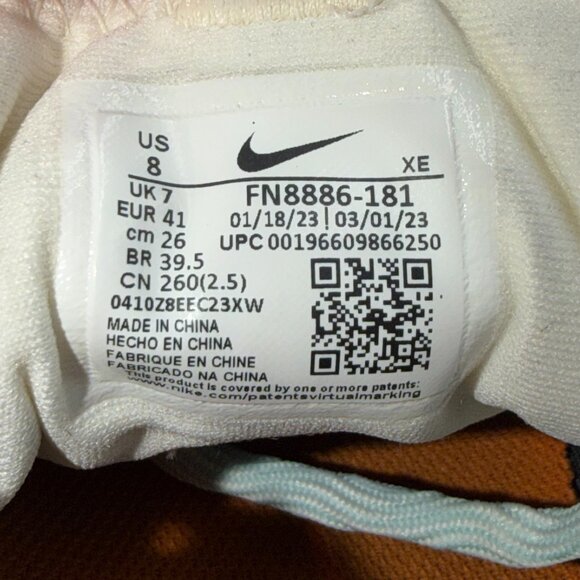 US
8
XE
UK 7
EUR 41
cm 26
BR 39.5
CN 260(2.5)
FN8886-181
01/18/23 | 03/01/23
UPC 00196609866250
0410Z8EEC23XW
MADE IN CHINA
HECHO EN CHINA
FABRIQUE EN CHINE
FABRICADO NA CHINA
This product is covered by one or more patents:
www.nike.com/patentsvirtualmarking